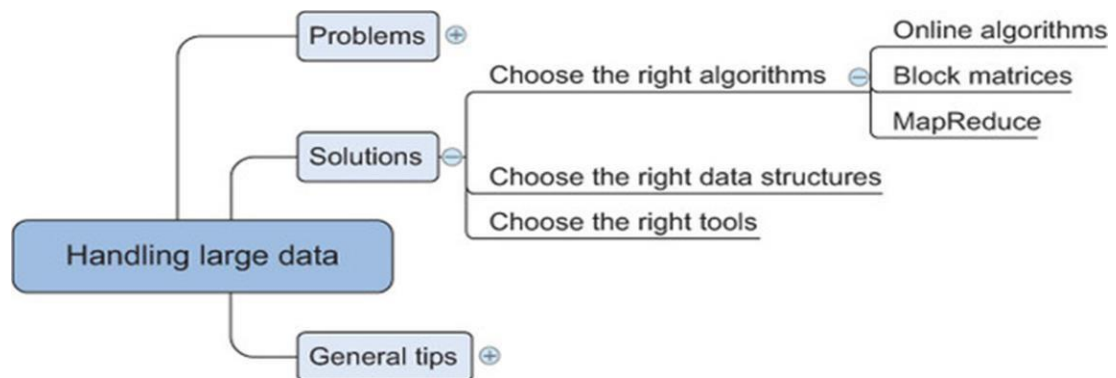 Problems
Online algorithms
Choose the right algorithms
Block matrices
MapReduce
Solutions
Choose the right data structures
Choose the right tools
Handling large data
General tips